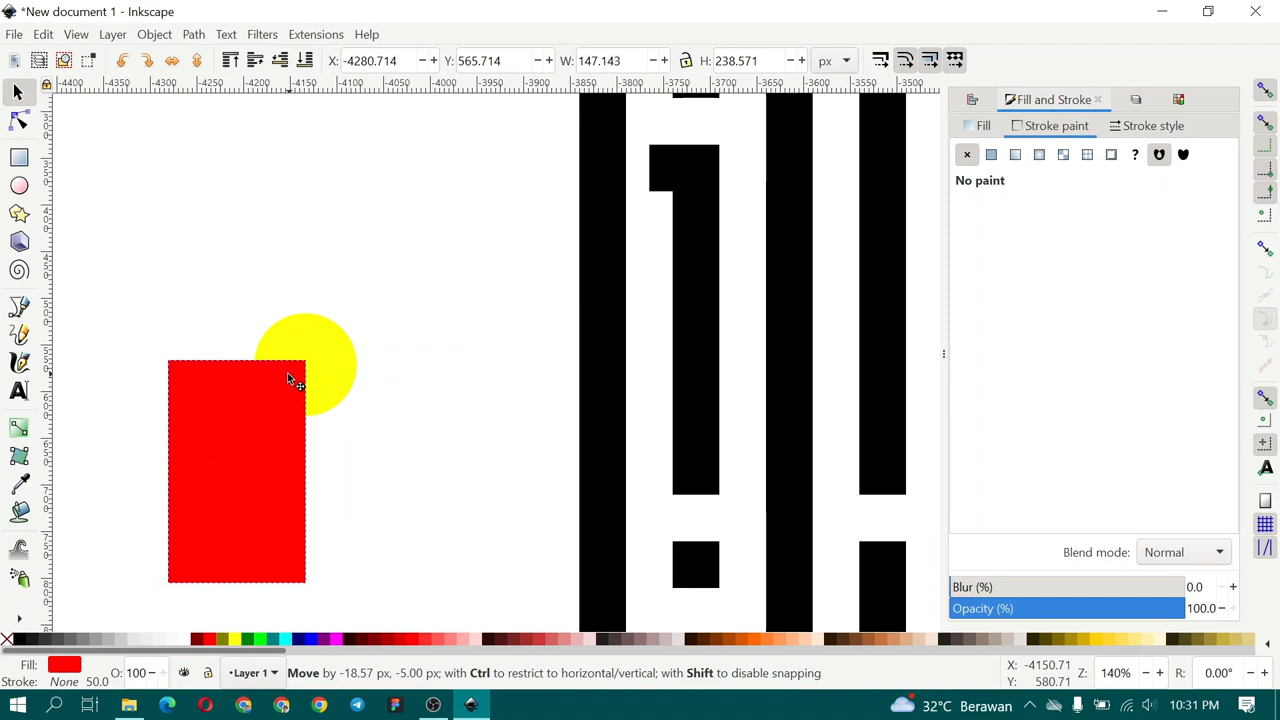 *New document 1 - Inkscape
File Edit View Layer Object Path Text Filters Extensions Help
X: -4280.714 Y: 565.714 W: 147.143 H: 238.571 px
-4400 -4350 -4300 -4250 -4200 -4150 -4100 -4050 -4000 -3950 -3900 -3850 -3800 -3750 -3700 -3650 -3600 -3550 -3500
Fill and Stroke
Fill Stroke paint Stroke style
No paint
Blend mode: Normal
Blur (%) 0.0
Opacity (%) 100.0
Fill: O: 100 Layer 1 Move by -18.57 px, -5.00 px; with Ctrl to restrict to horizontal/vertical; with Shift to disable snapping X: -4150.71 Z: 140% R: 0.00°
Stroke: None 50.0 Y: 580.71
32°C Berawan 10:31 PM